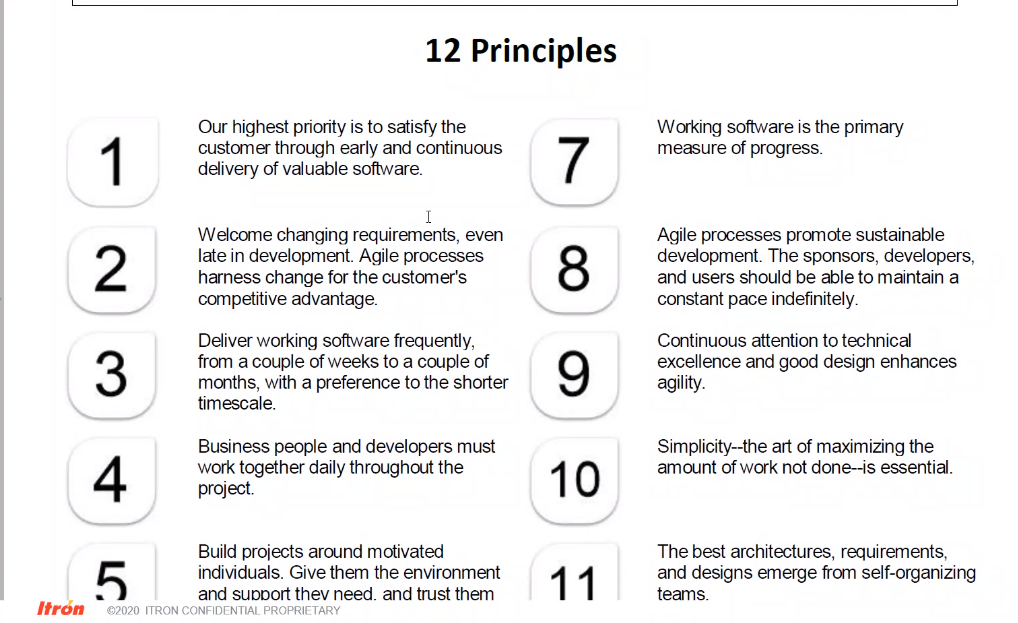 12 Principles
1
Our highest priority is to satisfy the
customer through early and continuous
delivery of valuable software.
2
Welcome changing requirements, even
late in development. Agile processes
harness change for the customer's
competitive advantage.
3
Deliver working software frequently,
from a couple of weeks to a couple of
months, with a preference to the shorter
timescale.
4
Business people and developers must
work together daily throughout the
project.
5
Build projects around motivated
individuals. Give them the environment
and support they need, and trust them
7
Working software is the primary
measure of progress.
8
Agile processes promote sustainable
development. The sponsors, developers,
and users should be able to maintain a
constant pace indefinitely.
9
Continuous attention to technical
excellence and good design enhances
agility.
10
Simplicity--the art of maximizing the
amount of work not done--is essential.
11
The best architectures, requirements,
and designs emerge from self-organizing
teams.
Itrón ©2020 ITRON CONFIDENTIAL PROPRIETARY